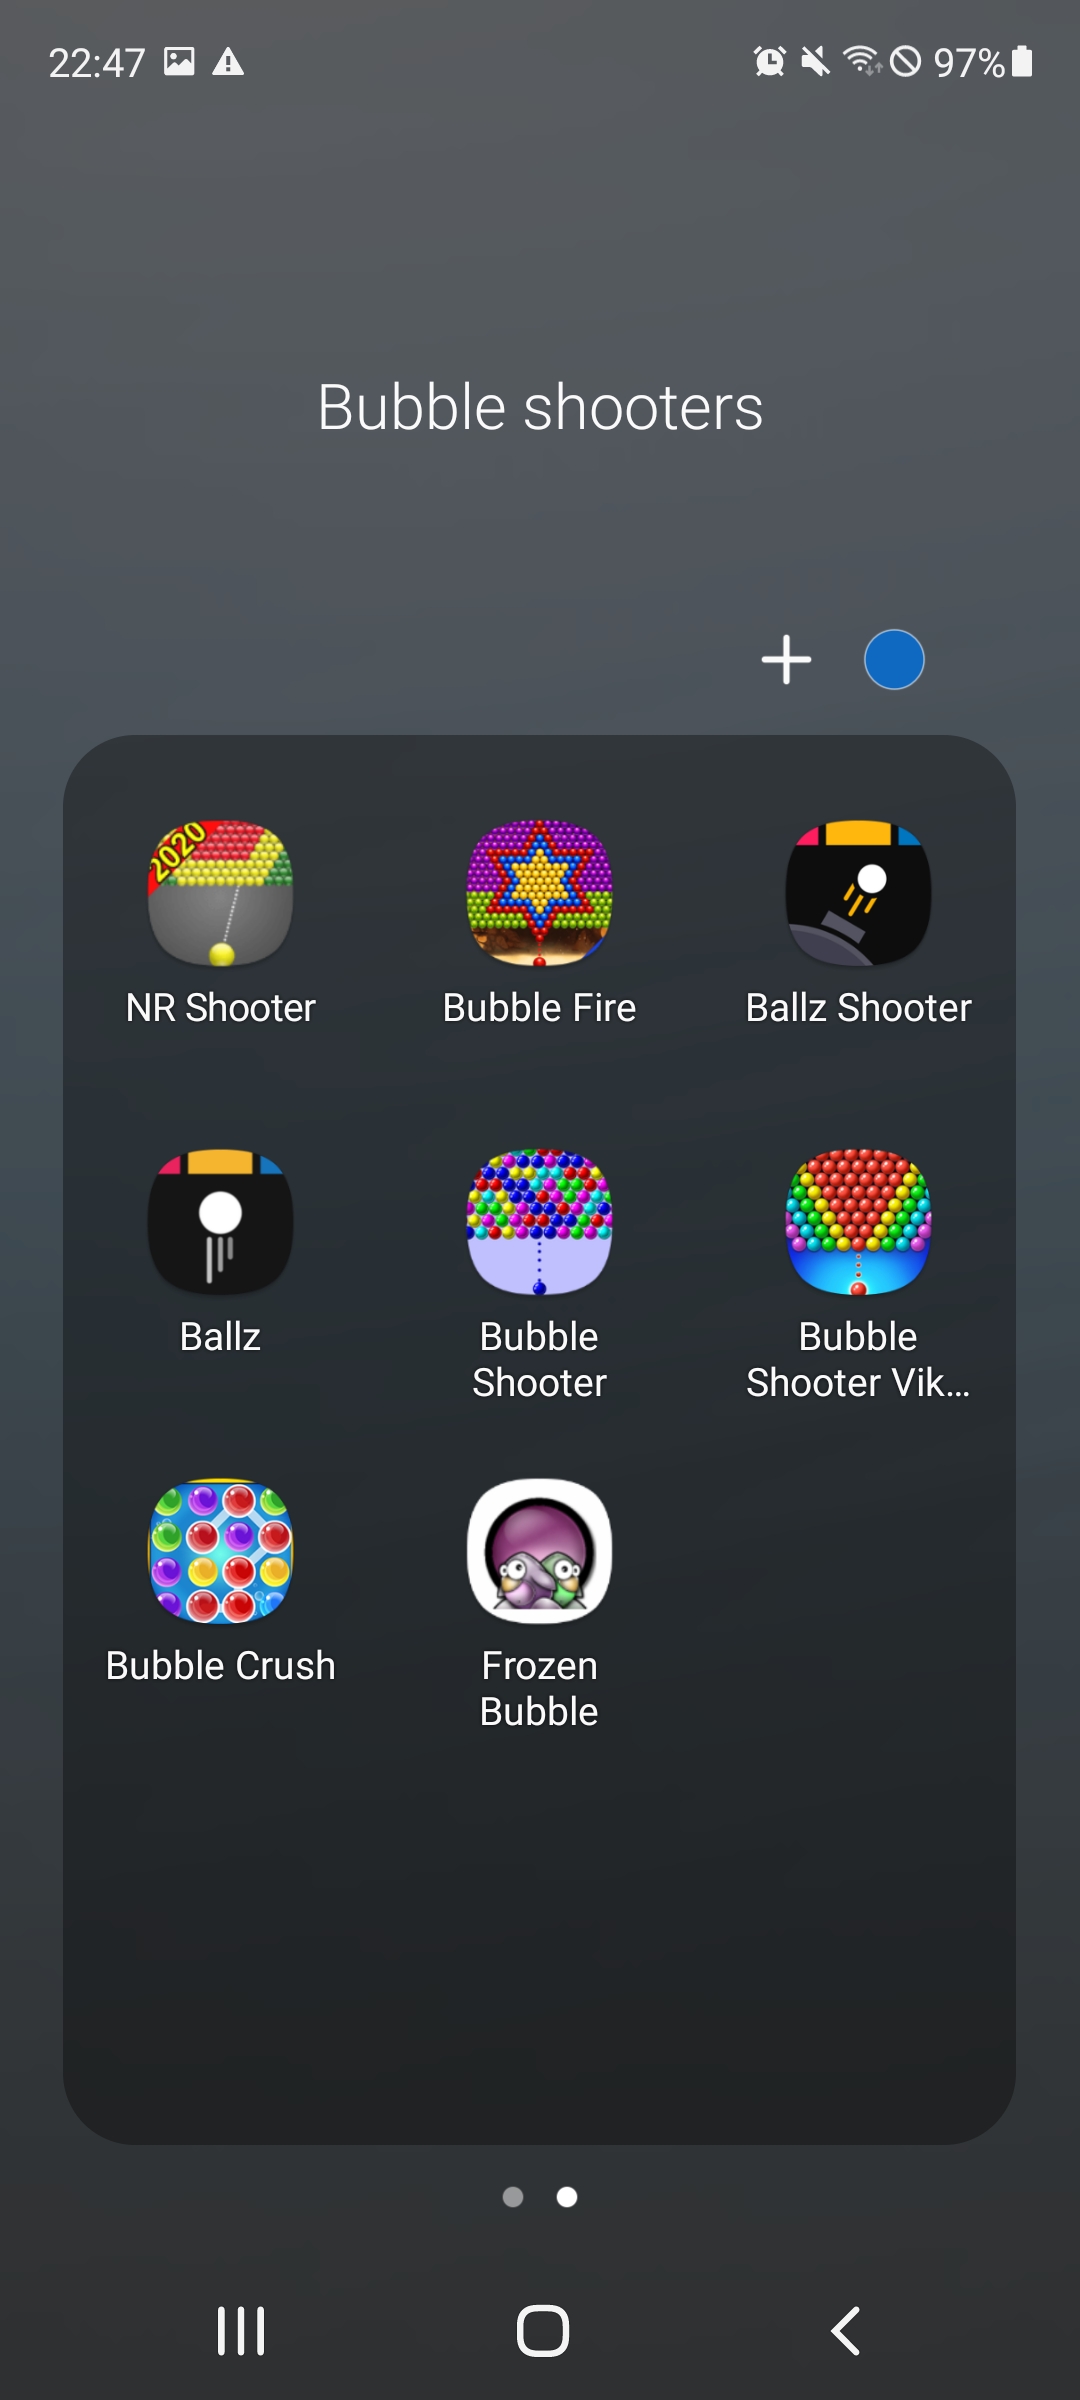 22:47
97%
Bubble shooters
2020
NR Shooter
Bubble Fire
Ballz Shooter
Ballz
Bubble
Shooter
Bubble
Shooter Vik...
Bubble Crush
Frozen
Bubble